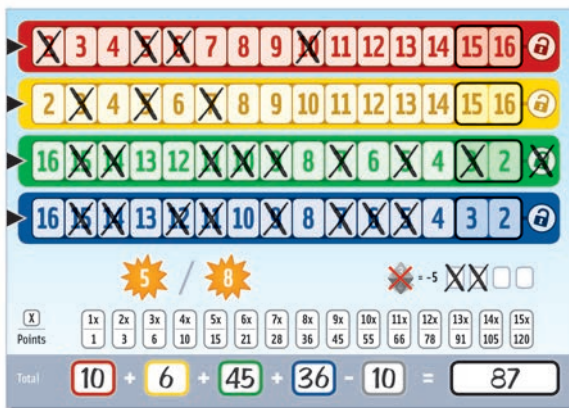 2 3 4 5 6 7 8 9 10 11 12 13 14 15 16
2 3 4 5 6 7 8 9 10 11 12 13 14 15 16
16 15 14 13 12 11 10 9 8 7 6 5 4 3 2
16 15 14 13 12 11 10 9 8 7 6 5 4 3 2
5 / 8 = -5 X X
X 1x 2x 3x 4x 5x 6x 7x 8x 9x 10x 11x 12x 13x 14x 15x
Points 1 3 6 10 15 21 28 36 45 55 66 78 91 105 120
Total 10 + 6 + 45 + 36 - 10 = 87